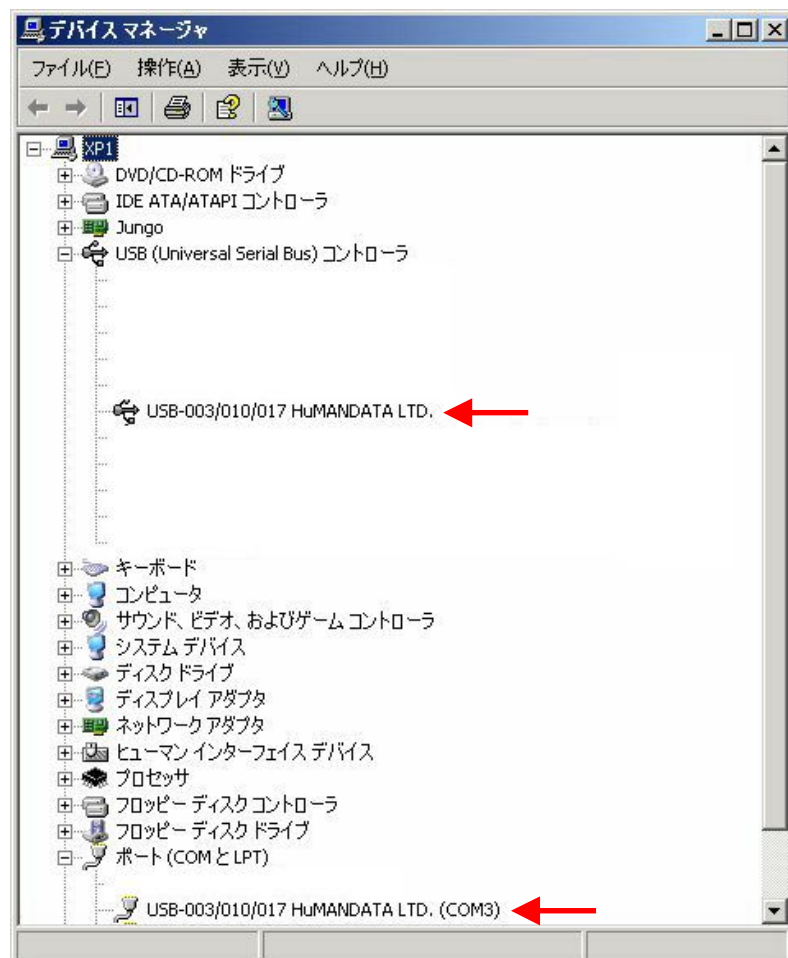 デバイス マネージャ
ファイル(F) 操作(A) 表示(V) ヘルプ(H)
XP1
DVD/CD-ROM ドライブ
IDE ATA/ATAPI コントローラ
Jungo
USB (Universal Serial Bus) コントローラ
USB-003/010/017 HuMANDATA LTD.
キーボード
コンピュータ
サウンド、ビデオ、およびゲーム コントローラ
システム デバイス
ディスク ドライブ
ディスプレイ アダプタ
ネットワーク アダプタ
ヒューマン インターフェイス デバイス
プロセッサ
フロッピー ディスク コントローラ
フロッピー ディスク ドライブ
ポート (COM と LPT)
USB-003/010/017 HuMANDATA LTD. (COM3)